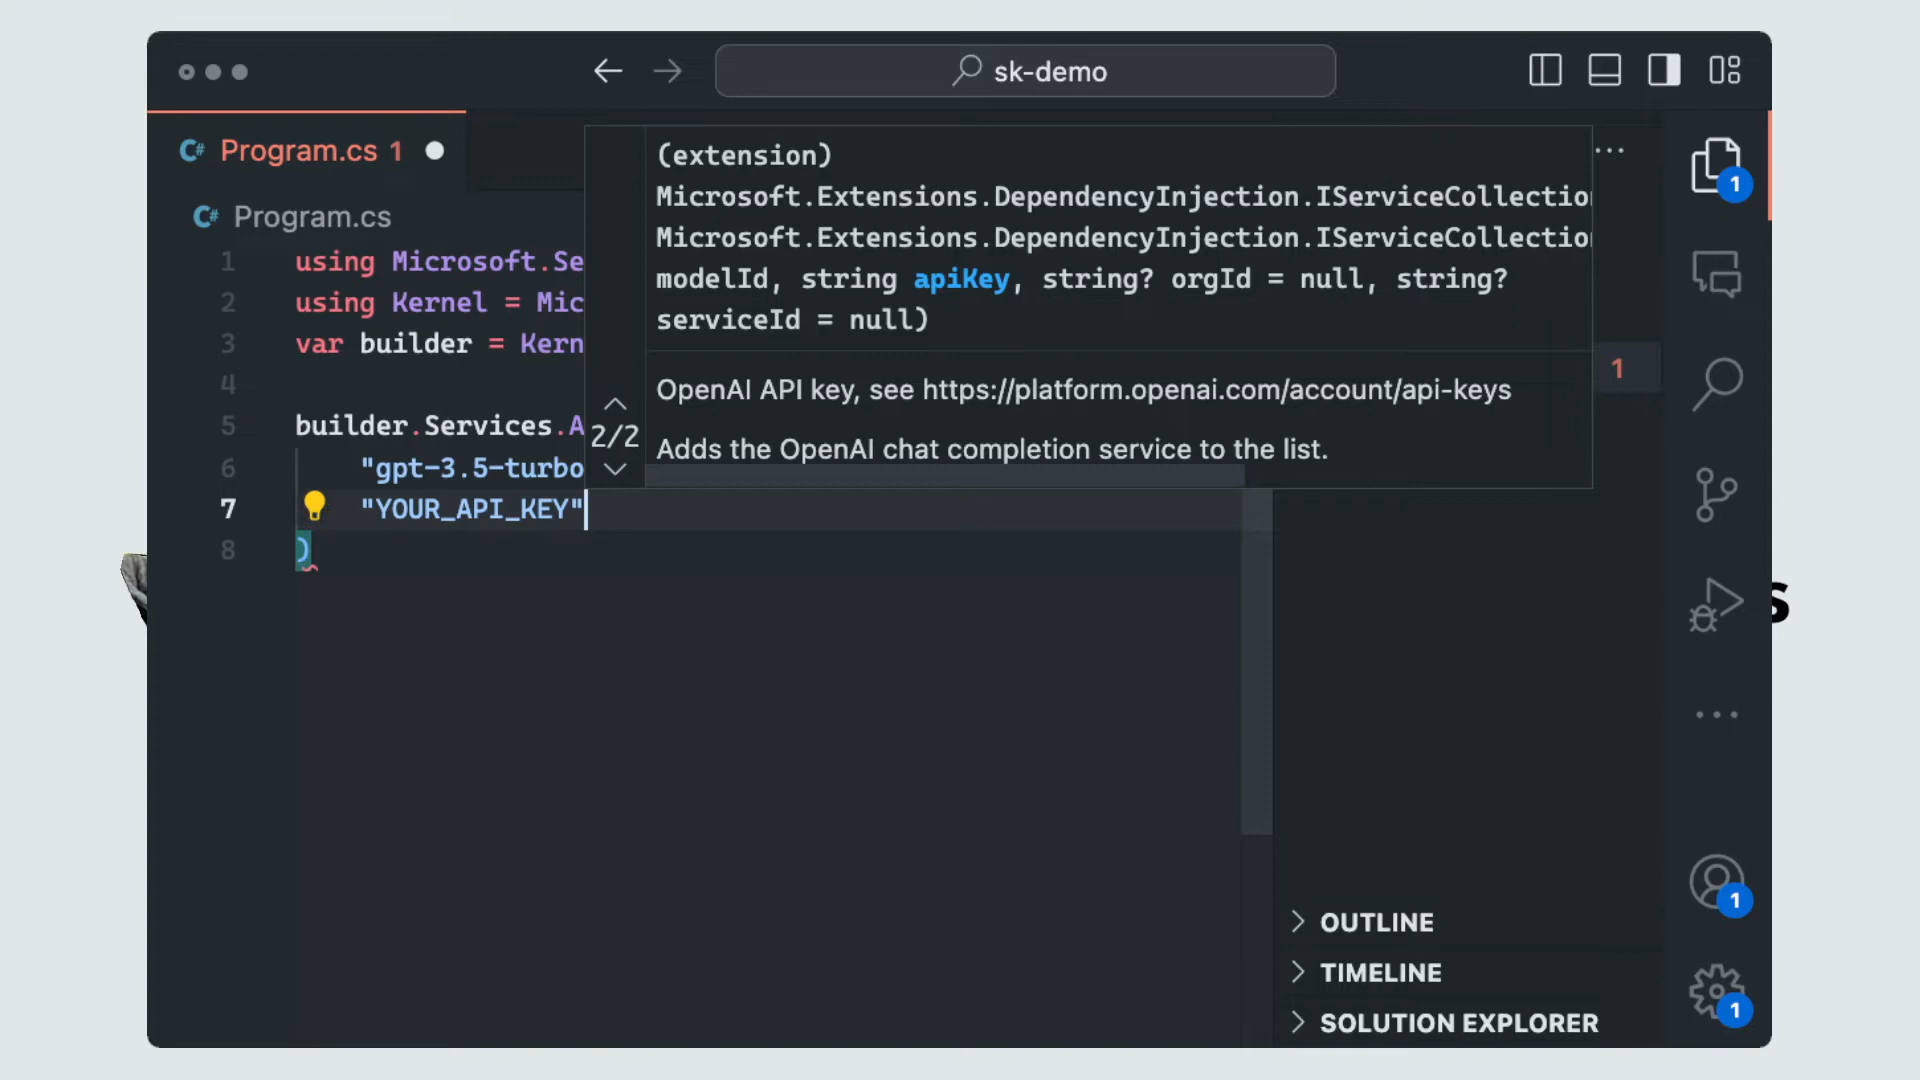 sk-demo
C# Program.cs 1
C# Program.cs
(extension)
Microsoft.Extensions.DependencyInjection.IServiceCollectio
Microsoft.Extensions.DependencyInjection.IServiceCollectio
modelId, string apiKey, string? orgId = null, string?
serviceId = null)
OpenAI API key, see https://platform.openai.com/account/api-keys
Adds the OpenAI chat completion service to the list.
2/2
1 using Microsoft.Se
2 using Kernel = Mic
3 var builder = Kern
4
5 builder.Services.A
6 "gpt-3.5-turbo
7 "YOUR_API_KEY"
8 )
1
1
s
OUTLINE
TIMELINE
SOLUTION EXPLORER
1
1